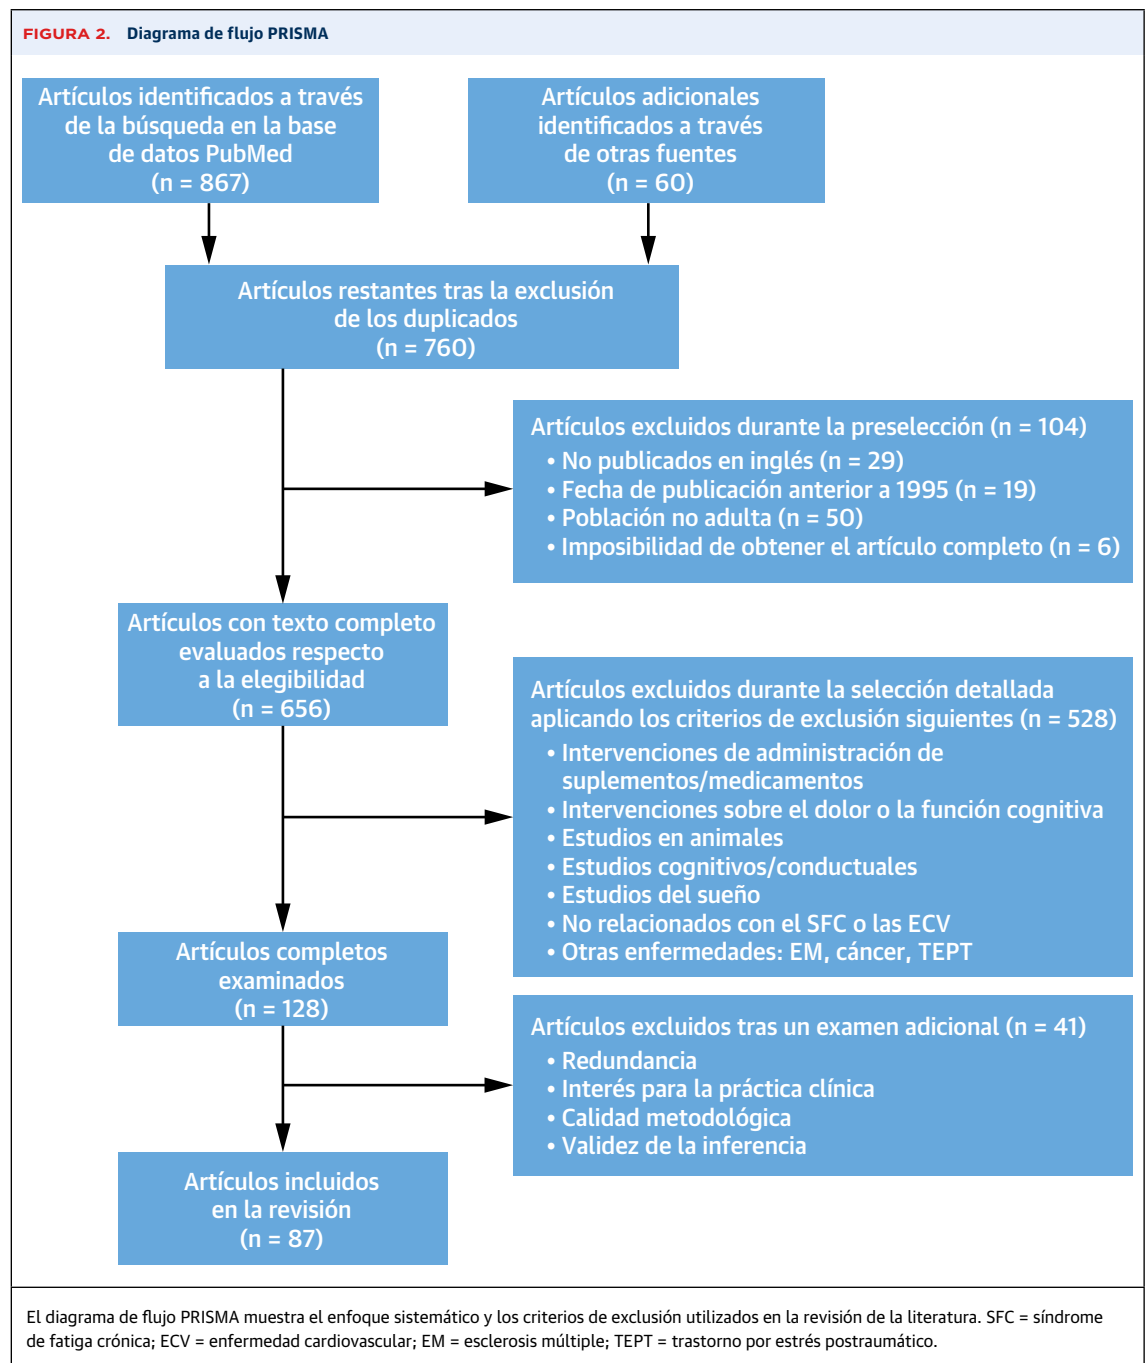 FIGURA 2. Diagrama de flujo PRISMA
Artículos identificados a través
de la búsqueda en la base
de datos PubMed
(n = 867)
Artículos adicionales
identificados a través
de otras fuentes
(n = 60)
Artículos restantes tras la exclusión
de los duplicados
(n = 760)
Artículos excluidos durante la preselección (n = 104)
• No publicados en inglés (n = 29)
• Fecha de publicación anterior a 1995 (n = 19)
• Población no adulta (n = 50)
• Imposibilidad de obtener el artículo completo (n = 6)
Artículos con texto completo
evaluados respecto
a la elegibilidad
(n = 656)
Artículos excluidos durante la selección detallada
aplicando los criterios de exclusión siguientes (n = 528)
• Intervenciones de administración de
suplementos/medicamentos
• Intervenciones sobre el dolor o la función cognitiva
• Estudios en animales
• Estudios cognitivos/conductuales
• Estudios del sueño
• No relacionados con el SFC o las ECV
• Otras enfermedades: EM, cáncer, TEPT
Artículos completos
examinados
(n = 128)
Artículos excluidos tras un examen adicional (n = 41)
• Redundancia
• Interés para la práctica clínica
• Calidad metodológica
• Validez de la inferencia
Artículos incluidos
en la revisión
(n = 87)
El diagrama de flujo PRISMA muestra el enfoque sistemático y los criterios de exclusión utilizados en la revisión de la literatura. SFC = síndrome
de fatiga crónica; ECV = enfermedad cardiovascular; EM = esclerosis múltiple; TEPT = trastorno por estrés postraumático.